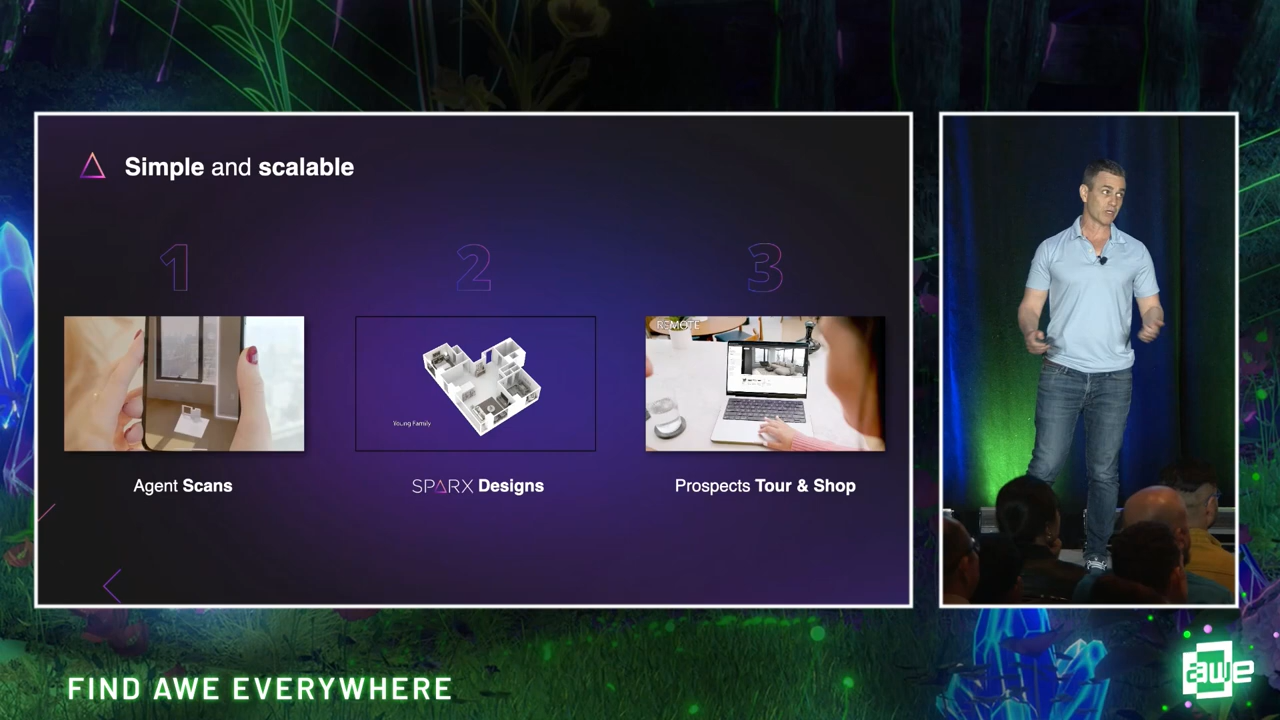 Simple and scalable
1
2
3
REMOTE
Young Family
Agent Scans
SPARX Designs
Prospects Tour & Shop
FIND AWE EVERYWHERE
awe